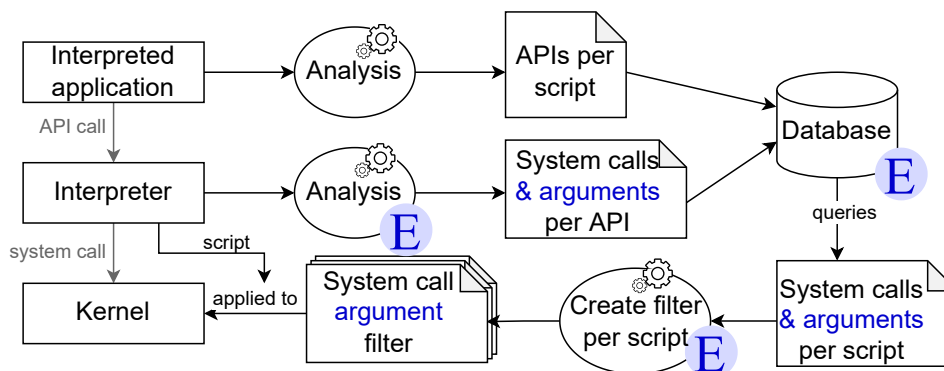 Interpreted
application
Analysis
APIs per
script
Database
E
API call
Interpreter
Analysis
E
System calls
& arguments
per API
queries
system call
script
Kernel
applied to
System call
argument
filter
Create filter
per script
E
System calls
& arguments
per script